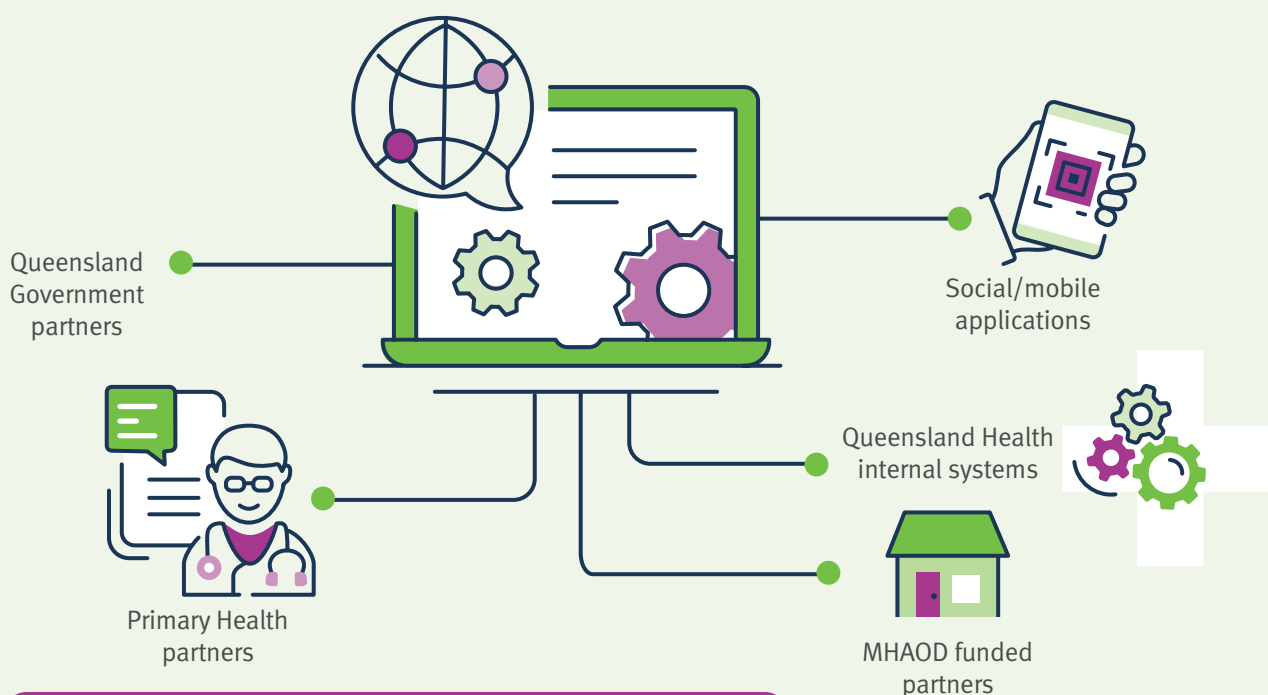 Queensland
Government
partners
Social/mobile
applications
Queensland Health
internal systems
Primary Health
partners
MHAOD funded
partners